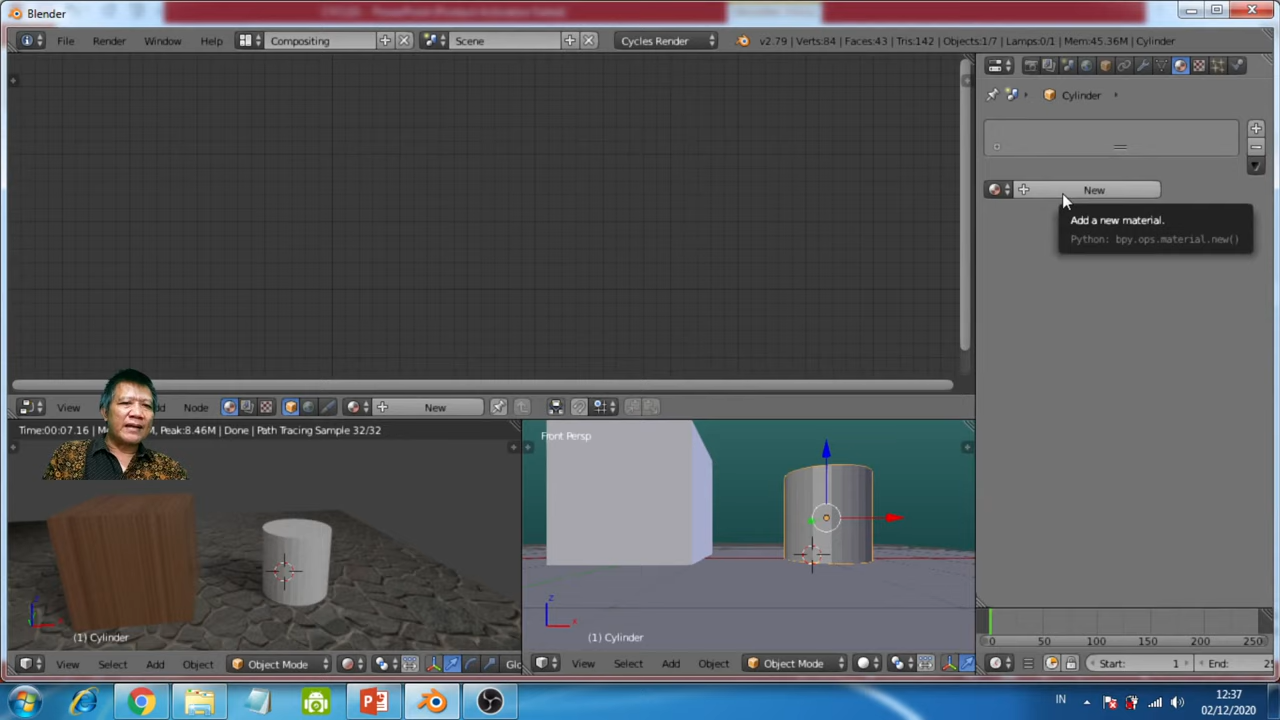 Blender
File Render Window Help Compositing Scene Cycles Render v2.79 | Verts:84 | Faces:43 | Tris:142 | Objects:1/7 | Lamps:0/1 | Mem:45.36M | Cylinder
Cylinder
New
Add a new material.
Python: bpy.ops.material.new()
View Node New
Time:00:07.16 | Peak:8.46M | Done | Path Tracing Sample 32/32
Front Persp
(1) Cylinder
(1) Cylinder
View Select Add Object Object Mode
View Select Add Object Object Mode
0 50 100 150 200 250
Start: 1 End:
IN 12:37
02/12/2020